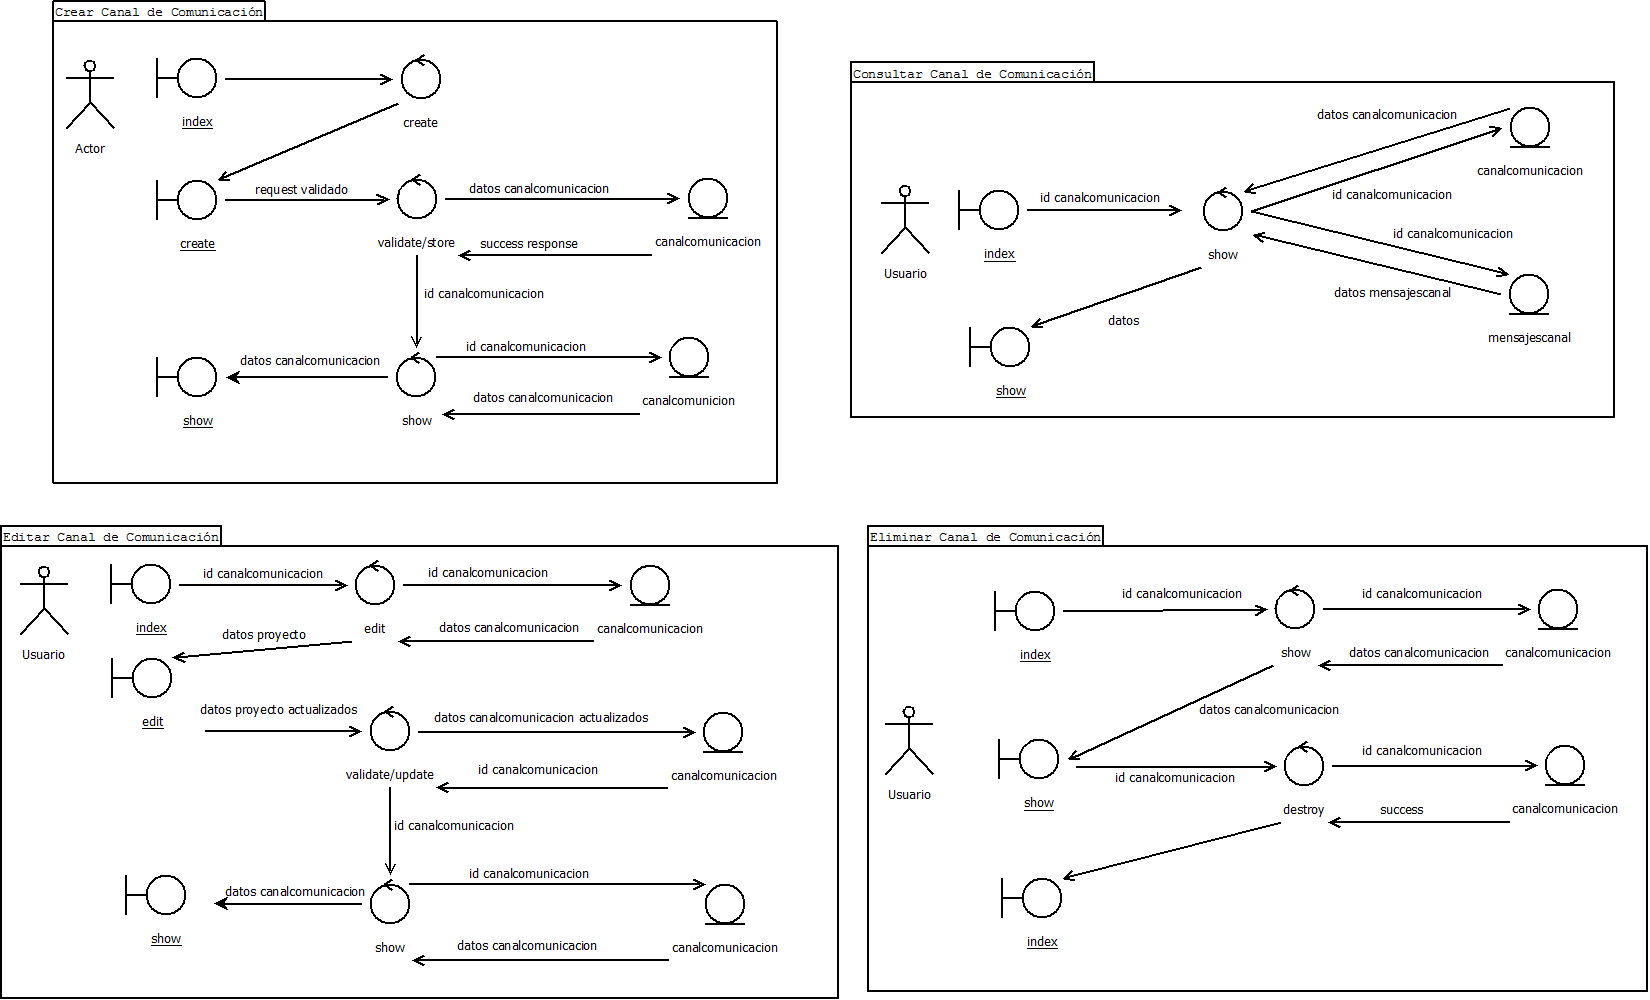 Crear Canal de Comunicación
Actor
index
create
create
request validado
validate/store
datos canalcomunicacion
success response
canalcomunicacion
id canalcomunicacion
datos canalcomunicacion
show
show
id canalcomunicacion
datos canalcomunicacion
canalcomunicion
Consultar Canal de Comunicación
Usuario
index
id canalcomunicacion
show
datos canalcomunicacion
id canalcomunicacion
canalcomunicacion
id canalcomunicacion
datos mensajescanal
mensajescanal
datos
show
Editar Canal de Comunicación
Usuario
index
id canalcomunicacion
edit
id canalcomunicacion
datos canalcomunicacion
canalcomunicacion
datos proyecto
edit
datos proyecto actualizados
validate/update
datos canalcomunicacion actualizados
id canalcomunicacion
canalcomunicacion
id canalcomunicacion
datos canalcomunicacion
show
show
id canalcomunicacion
datos canalcomunicacion
canalcomunicacion
Eliminar Canal de Comunicación
Usuario
index
id canalcomunicacion
show
id canalcomunicacion
datos canalcomunicacion
canalcomunicacion
datos canalcomunicacion
show
id canalcomunicacion
destroy
id canalcomunicacion
success
canalcomunicacion
index